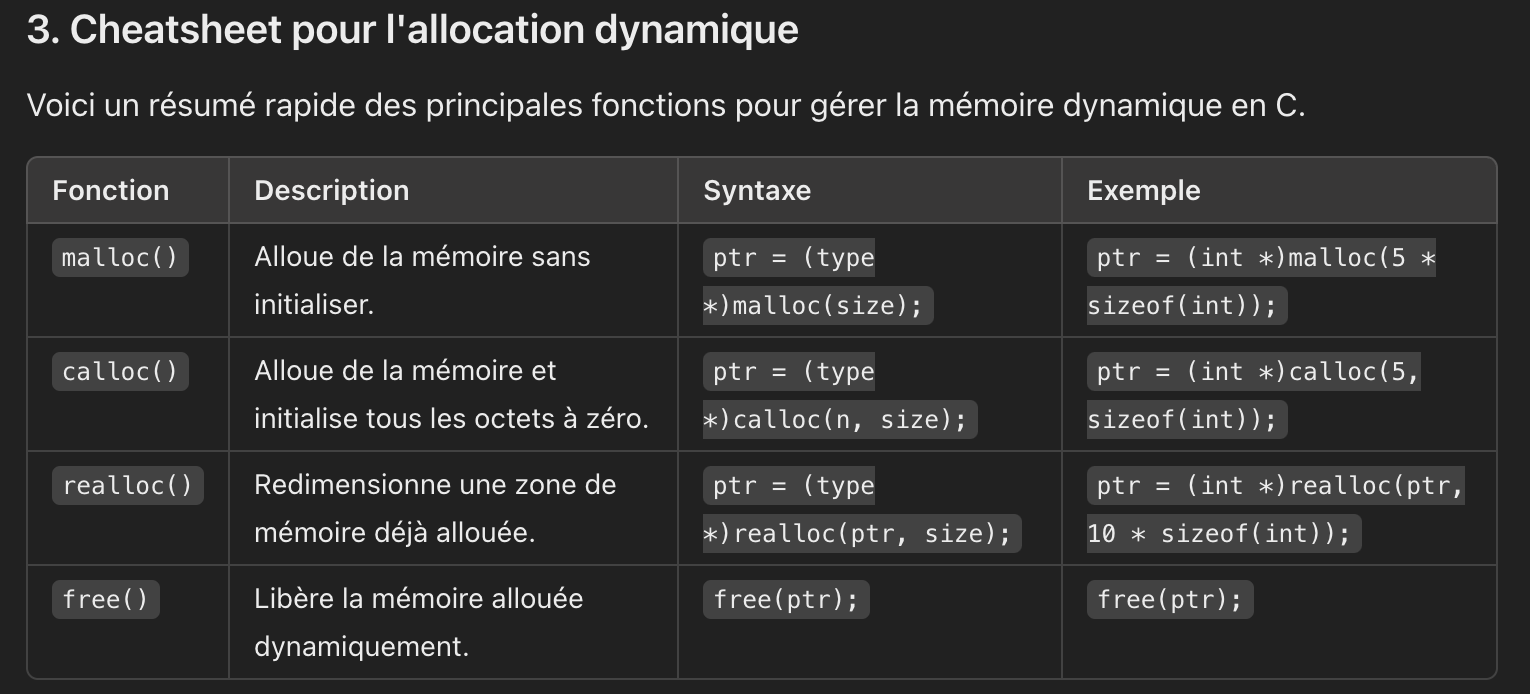 3. Cheatsheet pour l'allocation dynamique
Voici un résumé rapide des principales fonctions pour gérer la mémoire dynamique en C.
Fonction Description Syntaxe Exemple
malloc() Alloue de la mémoire sans ptr = (type ptr = (int *)malloc(5 *
initialiser. *)malloc(size); sizeof(int));
calloc() Alloue de la mémoire et ptr = (type ptr = (int *)calloc(5,
initialise tous les octets à zéro. *)calloc(n, size); sizeof(int));
realloc() Redimensionne une zone de ptr = (type ptr = (int *)realloc(ptr,
mémoire déjà allouée. *)realloc(ptr, size); 10 * sizeof(int));
free() Libère la mémoire allouée free(ptr); free(ptr);
dynamiquement.